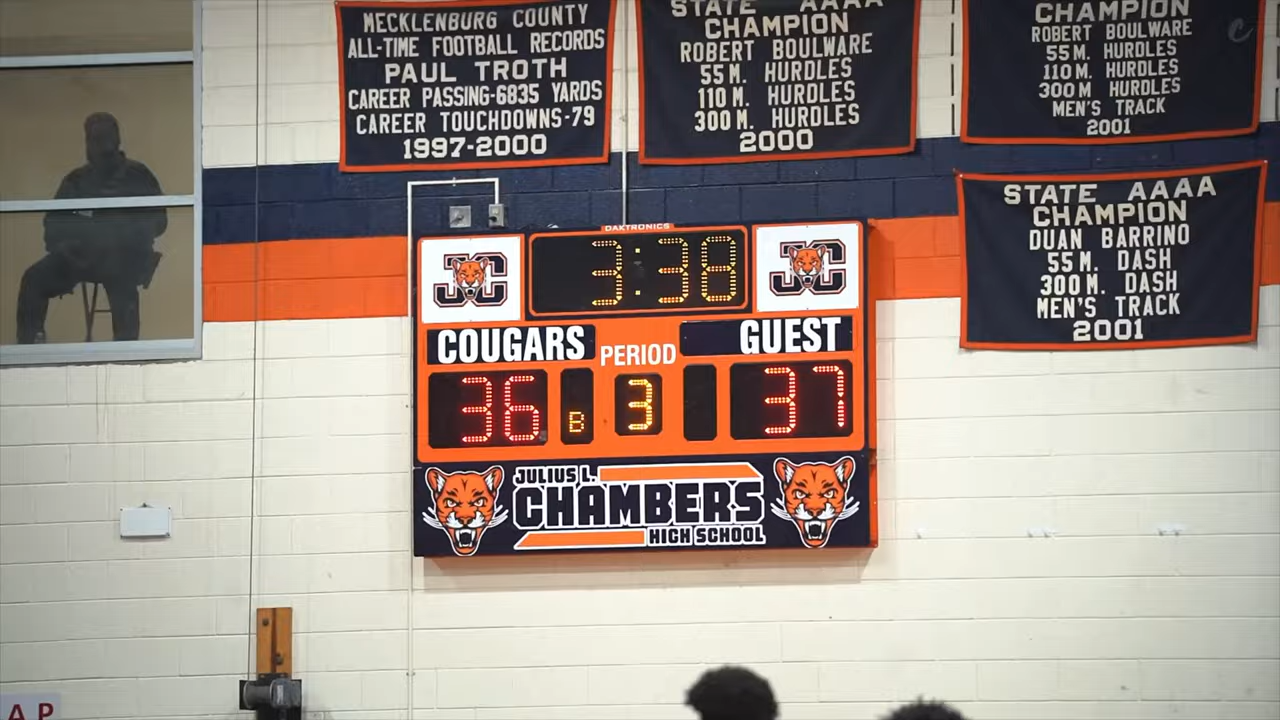 MECKLENBURG COUNTY
ALL-TIME FOOTBALL RECORDS
PAUL TROTH
CAREER PASSING-6835 YARDS
CAREER TOUCHDOWNS-79
1997-2000
STATE AAAA
CHAMPION
ROBERT BOULWARE
55 M. HURDLES
110 M. HURDLES
300 M. HURDLES
2000
CHAMPION
ROBERT BOULWARE
55 M. HURDLES
110 M. HURDLES
300 M HURDLES
MEN'S TRACK
2001
STATE AAAA
CHAMPION
DUAN BARRINO
55 M. DASH
300 M. DASH
MEN'S TRACK
2001
DAKTRONICS
JC
3:38
JC
COUGARS
PERIOD
GUEST
36
B
3
37
JULIUS L.
CHAMBERS
HIGH SCHOOL
A P